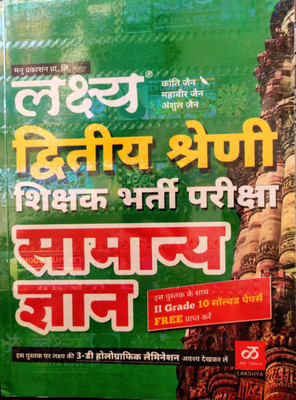 मनु प्रकाशन प्रा. लि.
लक्ष्य®
कांति जैन
महाबीर जैन
अंशुल जैन
द्वितीय श्रेणी
शिक्षक भर्ती परीक्षा
सामान्य
ज्ञान
इस पुस्तक के साथ
II Grade 10 सॉल्वड पेपर्स
FREE प्राप्त करें
इस पुस्तक पर लक्ष्य की 3-डी होलोग्राफिक लैमिनेशन अवश्य देखकर लें
LAKSHYA